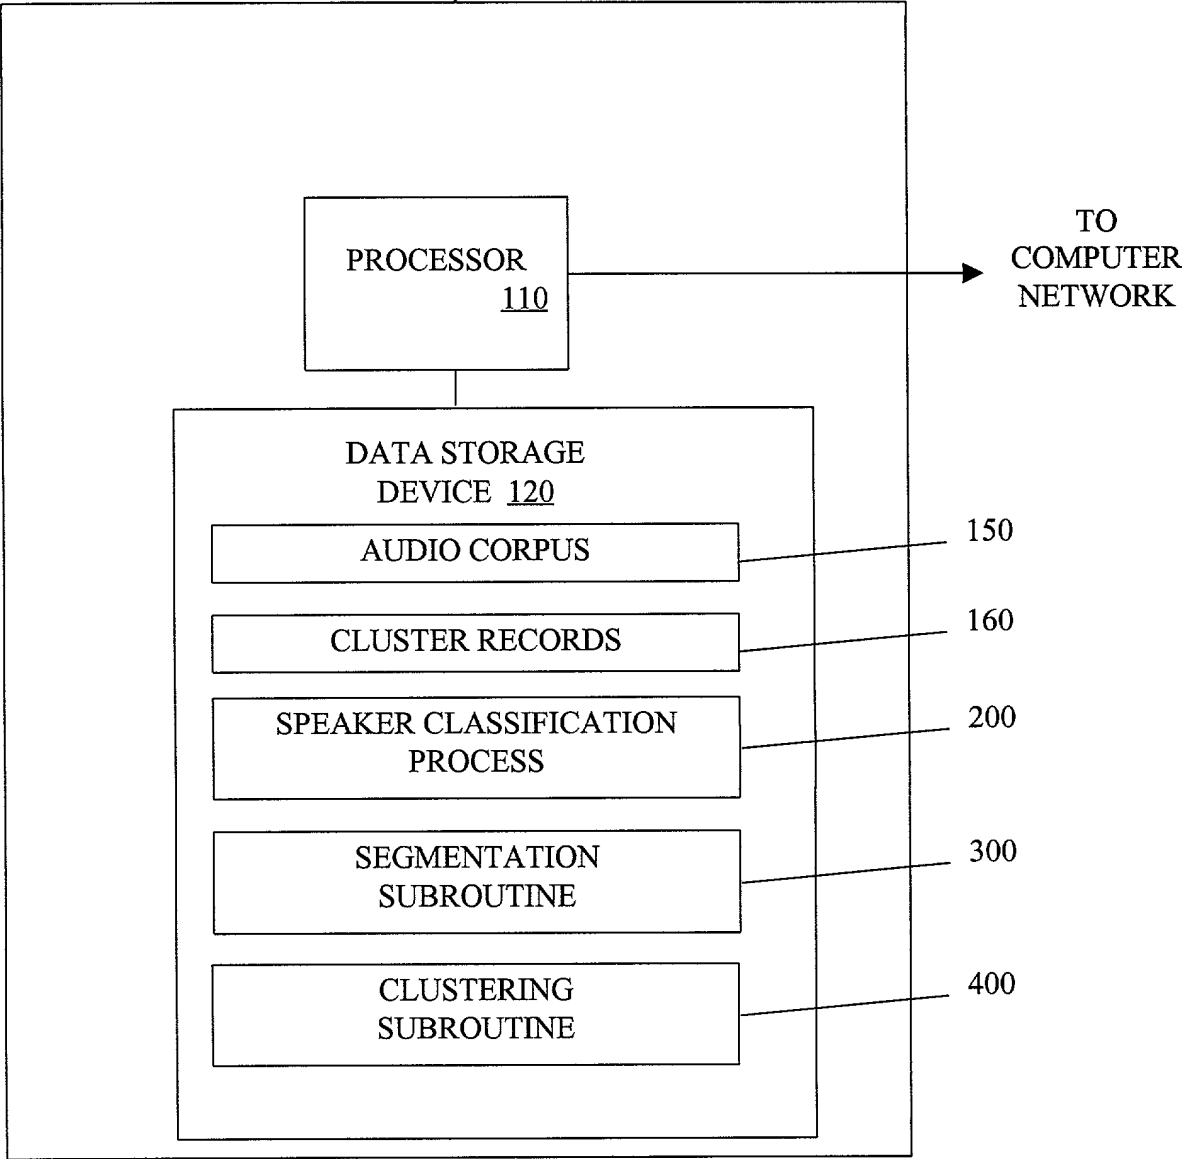 PROCESSOR
110
TO
COMPUTER
NETWORK
DATA STORAGE
DEVICE 120
AUDIO CORPUS
150
CLUSTER RECORDS
160
SPEAKER CLASSIFICATION
PROCESS
200
SEGMENTATION
SUBROUTINE
300
CLUSTERING
SUBROUTINE
400